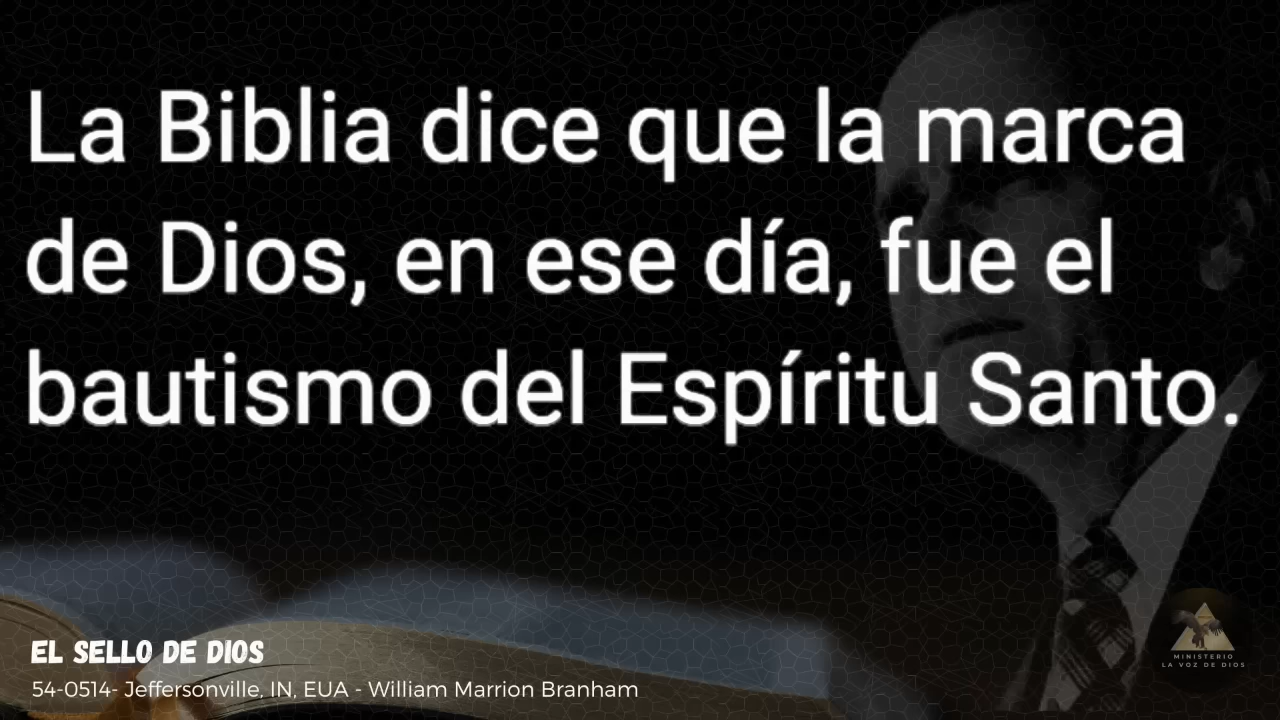 La Biblia dice que la marca
de Dios, en ese día, fue el
bautismo del Espíritu Santo.
EL SELLO DE DIOS
54-0514- Jeffersonville, IN, EUA - William Marrion Branham
MINISTERIO
LA VOZ DE DIOS